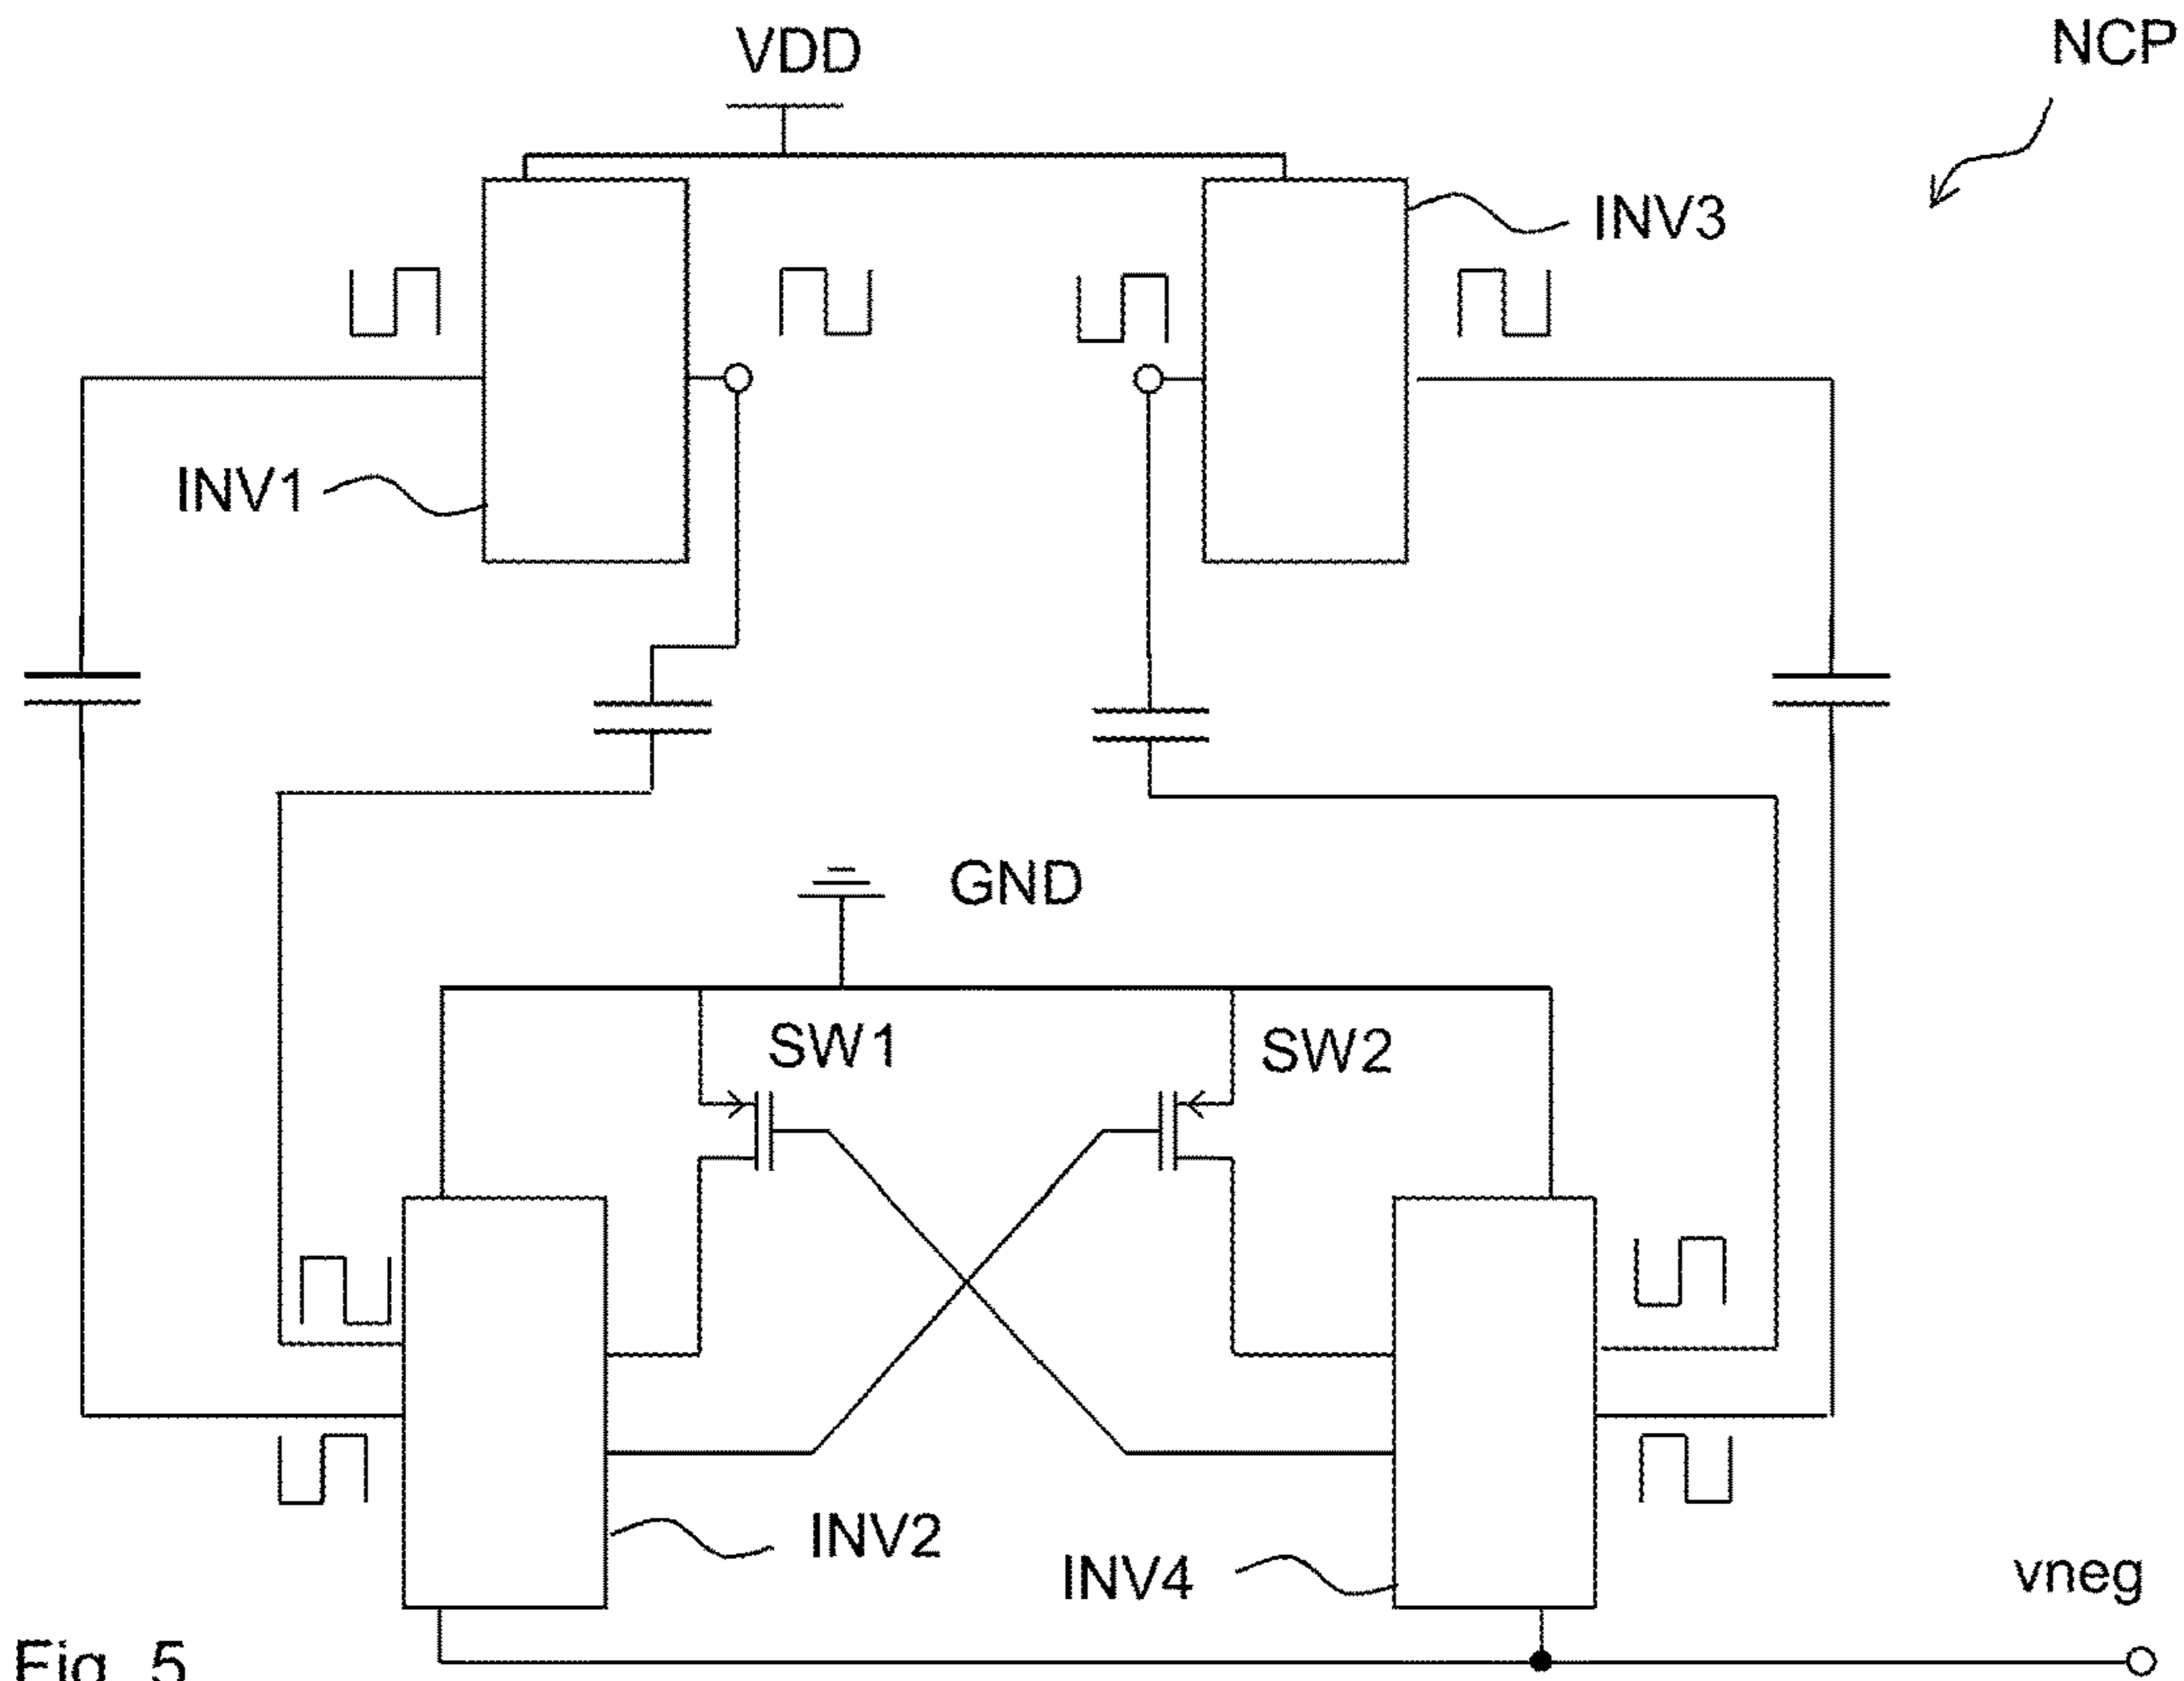 VDD
NCP
INV3
INV1
GND
SW1
SW2
INV2
INV4
vneg
Fig. 5